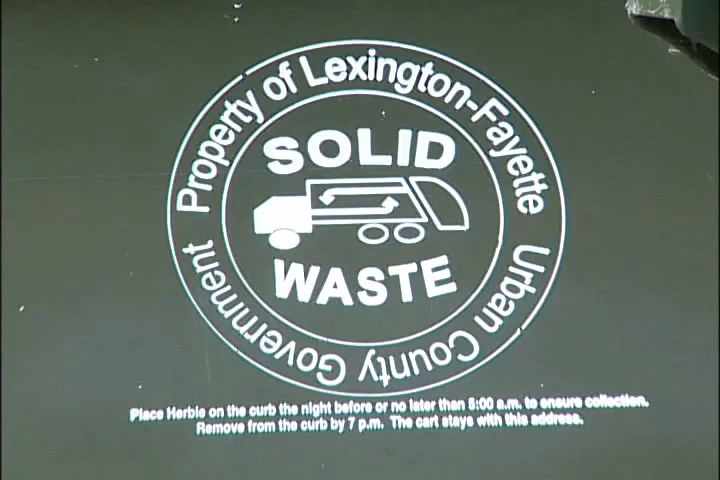 Property of Lexington-Fayette
Urban County Government
SOLID
WASTE
Place Herbie on the curb the night before or no later than 5:00 a.m. to ensure collection.
Remove from the curb by 7 p.m. The cart stays with this address.